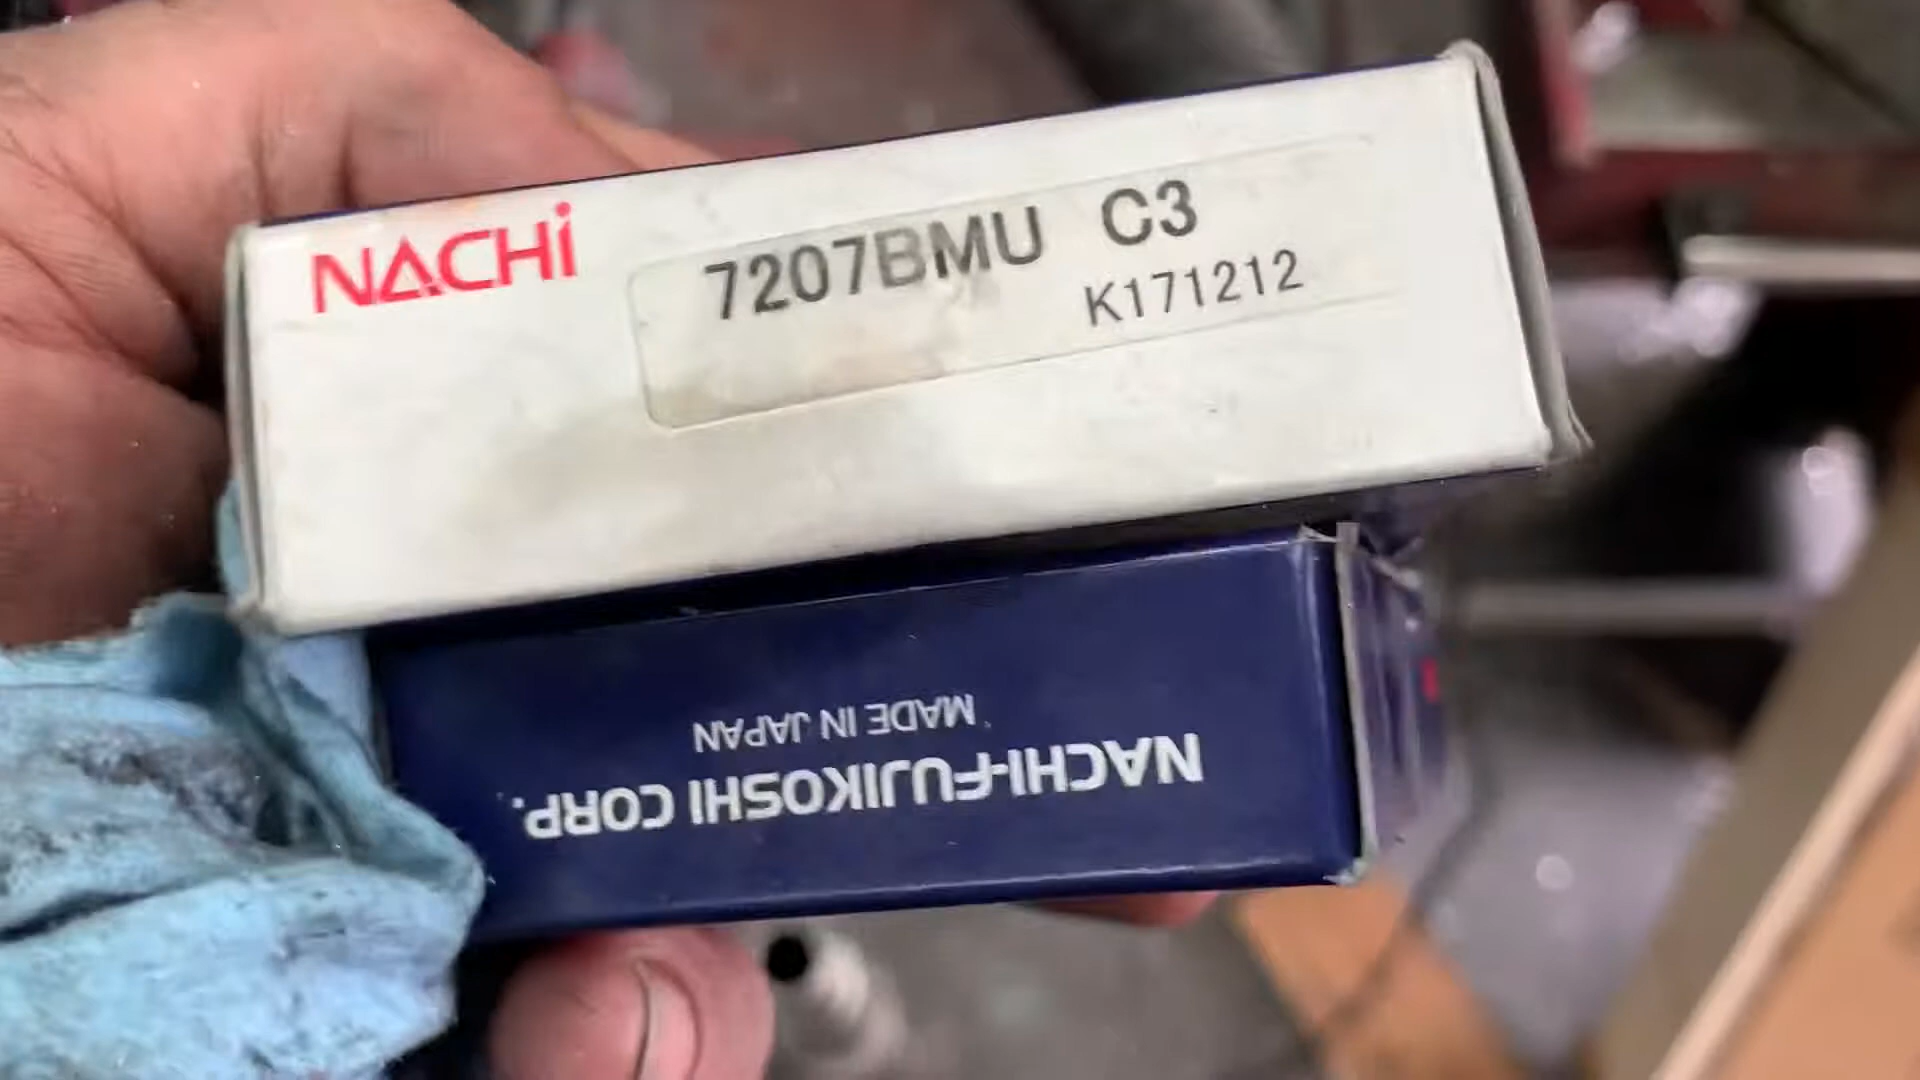 NACHi
7207BMU C3
K171212
NACHI-FUJIKOSHI CORP.
MADE IN JAPAN